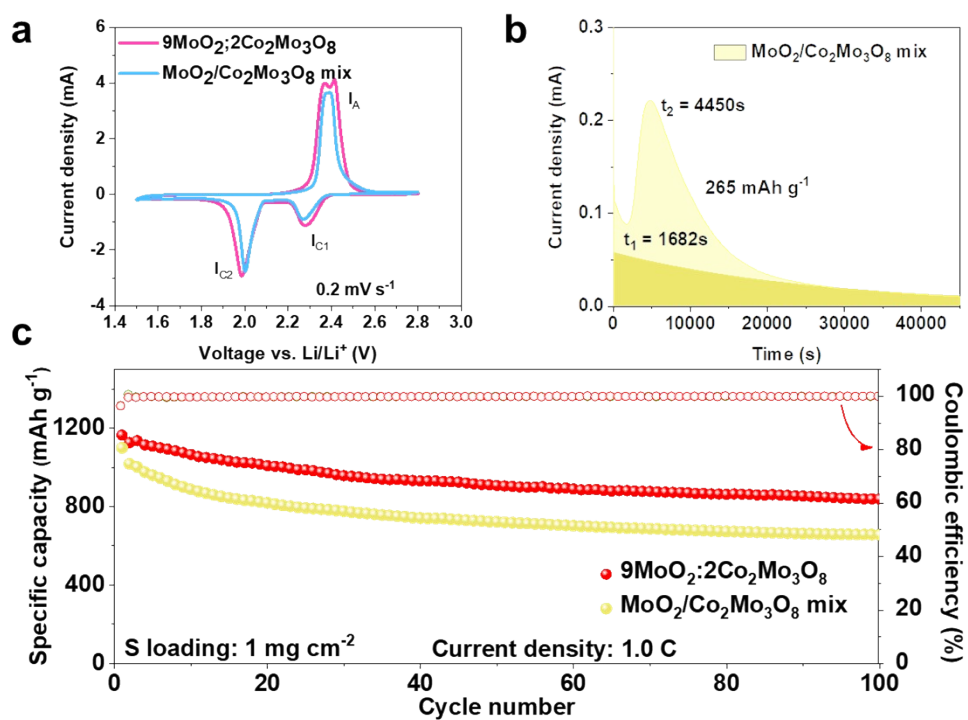 a
9MoO₂;2Co₂Mo₃O₈
MoO₂/Co₂Mo₃O₈ mix
I_A
I_C1
I_C2
0.2 mV s⁻¹
Current density (mA)
6
4
2
0
-2
-4
1.4 1.6 1.8 2.0 2.2 2.4 2.6 2.8 3.0
Voltage vs. Li/Li⁺ (V)
b
MoO₂/Co₂Mo₃O₈ mix
t₂ = 4450s
265 mAh g⁻¹
t₁ = 1682s
Current density (mA)
0.3
0.2
0.1
0.0
0 10000 20000 30000 40000
Time (s)
c
Specific capacity (mAh g⁻¹)
1200
800
400
0
9MoO₂:2Co₂Mo₃O₈
MoO₂/Co₂Mo₃O₈ mix
S loading: 1 mg cm⁻² Current density: 1.0 C
0 20 40 60 80 100
Cycle number
100
80
60
40
20
0
Coulombic efficiency (%)